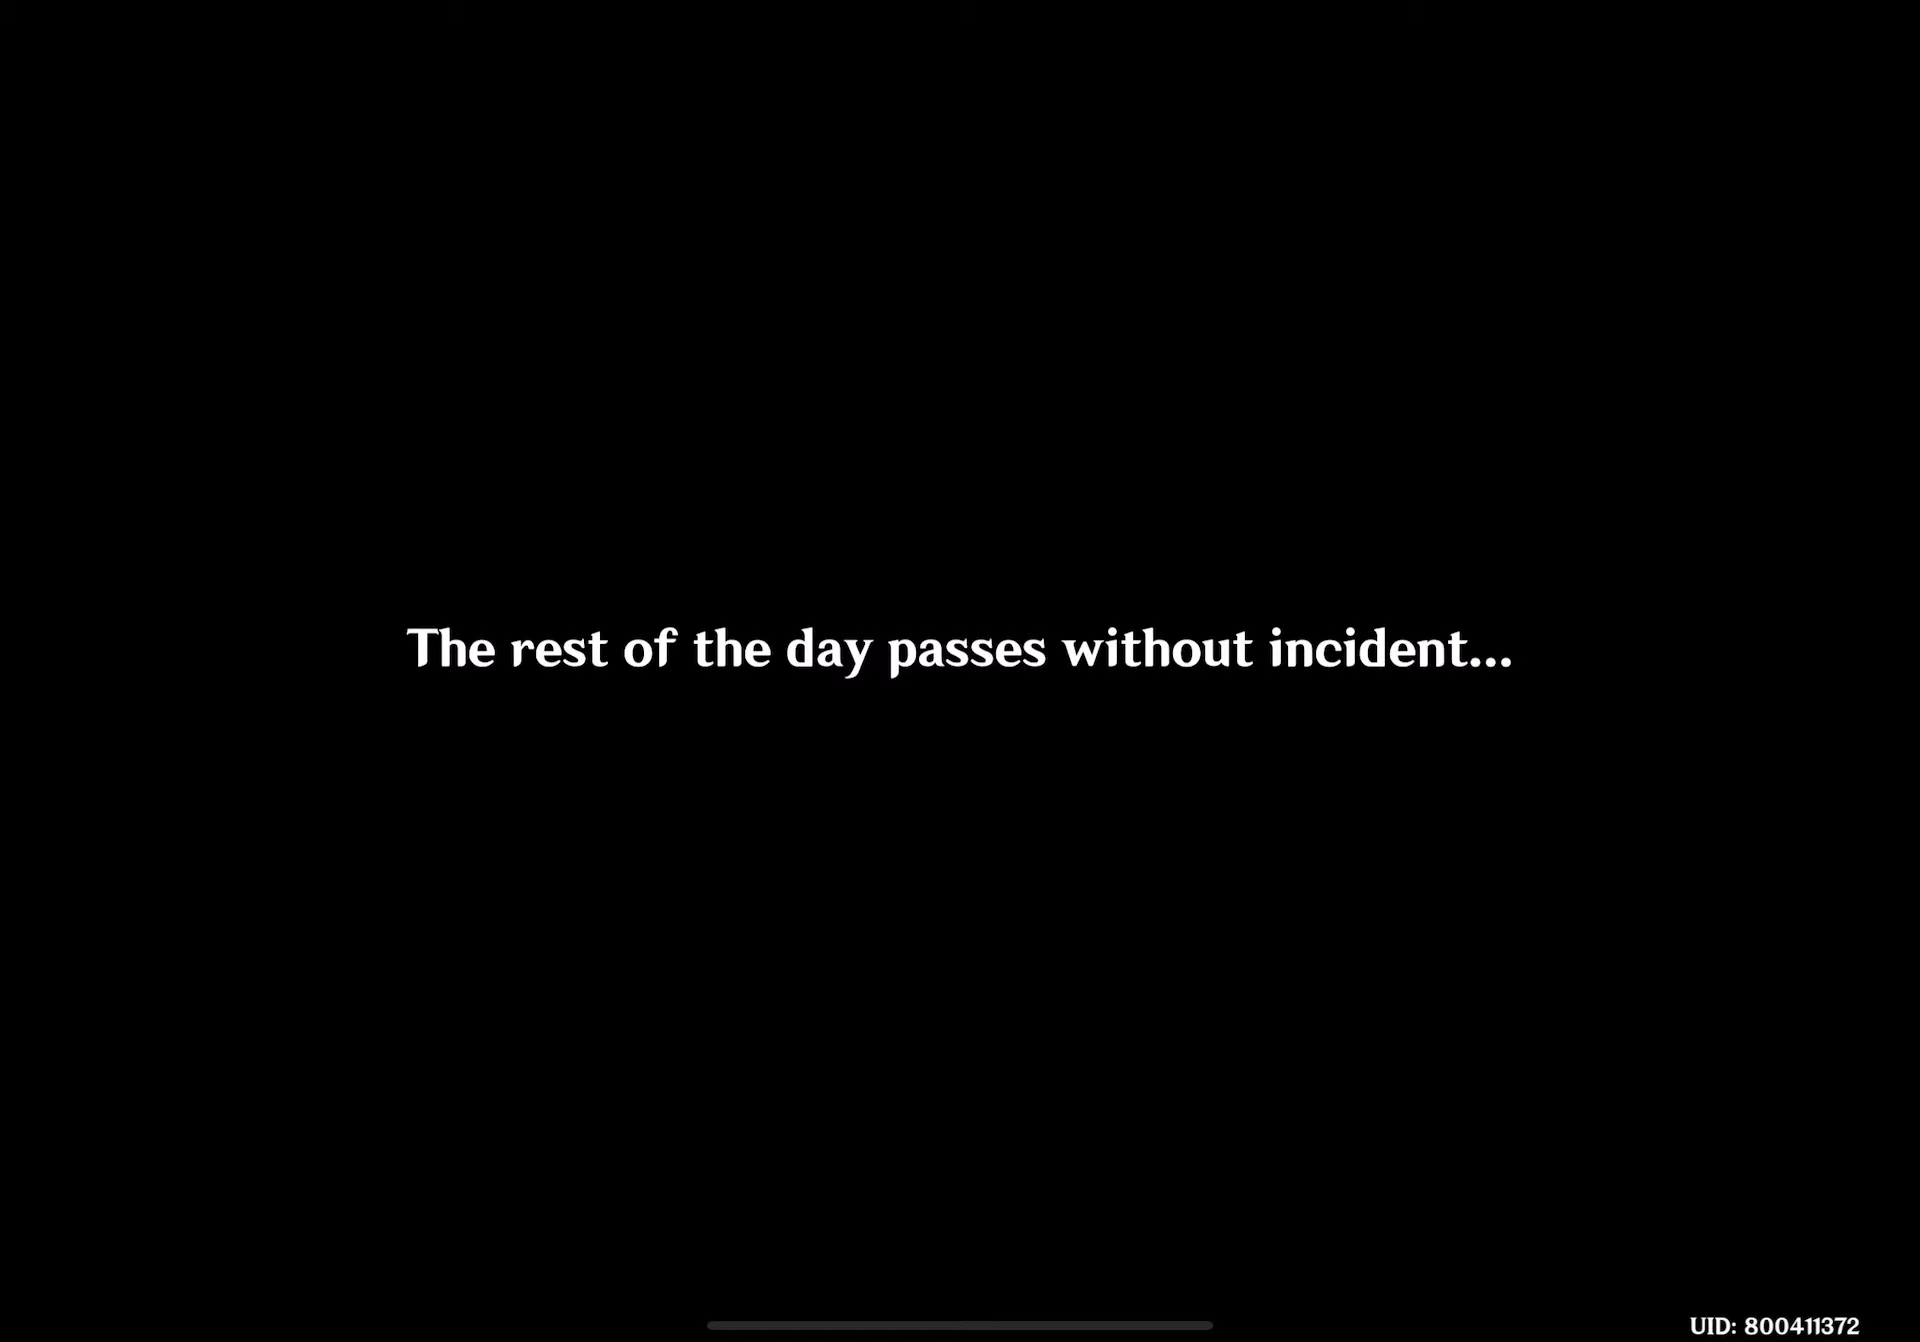 The rest of the day passes without incident...
UID: 800411372